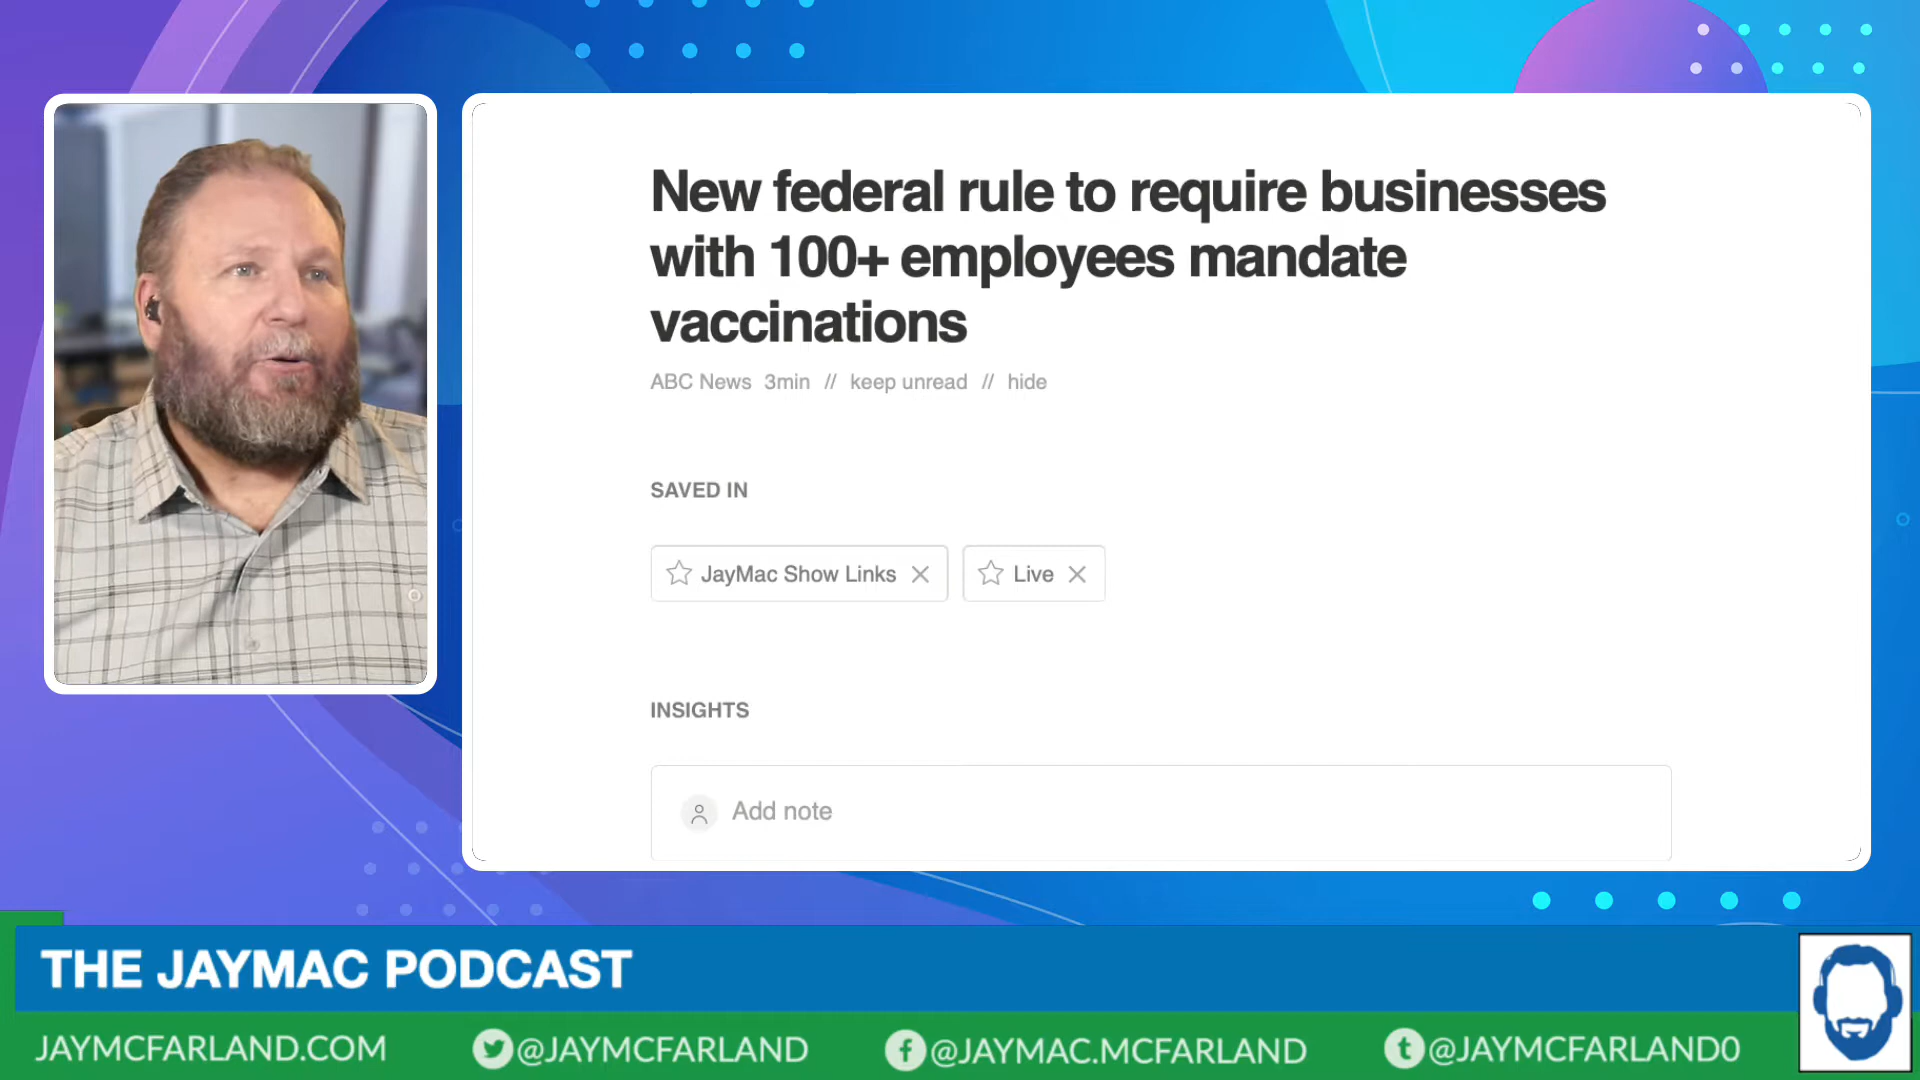 New federal rule to require businesses
with 100+ employees mandate
vaccinations
ABC News 3min // keep unread // hide
SAVED IN
JayMac Show Links
Live
INSIGHTS
Add note
THE JAYMAC PODCAST
JAYMCFARLAND.COM
@JAYMCFARLAND
@JAYMAC.MCFARLAND
@JAYMCFARLAND0